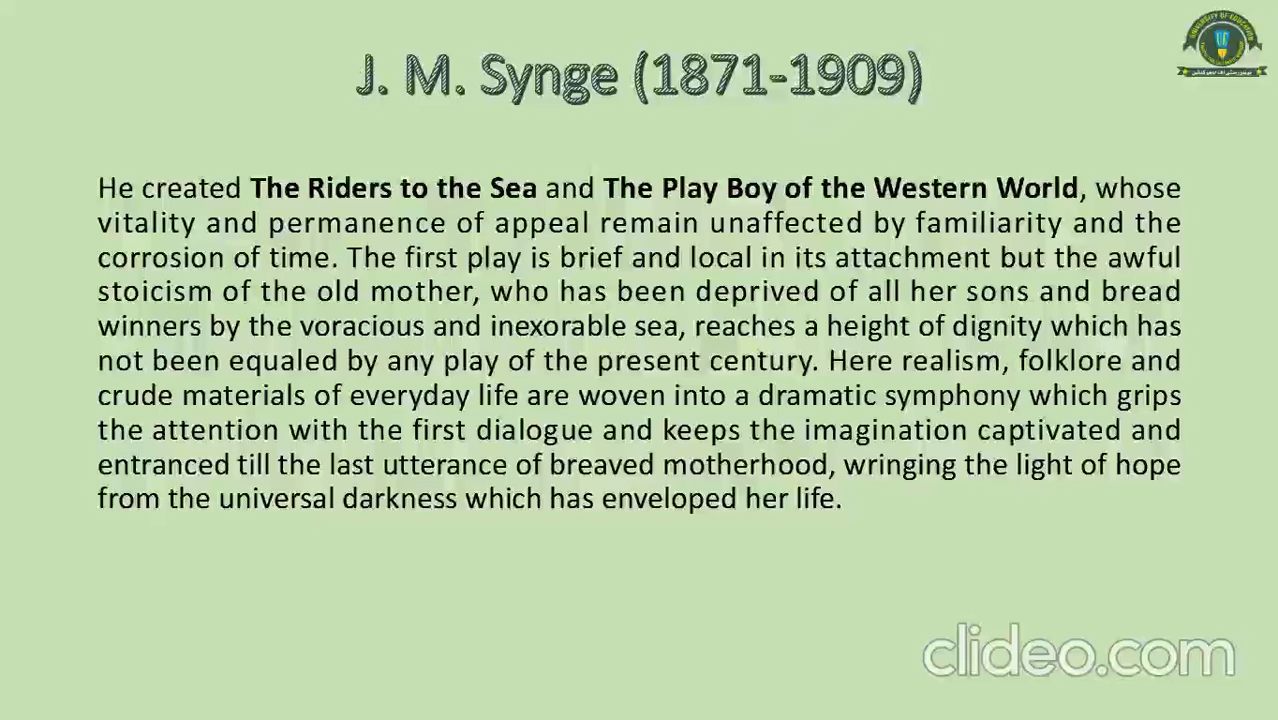 J. M. Synge (1871-1909)
UNIVERSITY OF EDUCATION
He created The Riders to the Sea and The Play Boy of the Western World, whose
vitality and permanence of appeal remain unaffected by familiarity and the
corrosion of time. The first play is brief and local in its attachment but the awful
stoicism of the old mother, who has been deprived of all her sons and bread
winners by the voracious and inexorable sea, reaches a height of dignity which has
not been equaled by any play of the present century. Here realism, folklore and
crude materials of everyday life are woven into a dramatic symphony which grips
the attention with the first dialogue and keeps the imagination captivated and
entranced till the last utterance of breaved motherhood, wringing the light of hope
from the universal darkness which has enveloped her life.
clideo.com